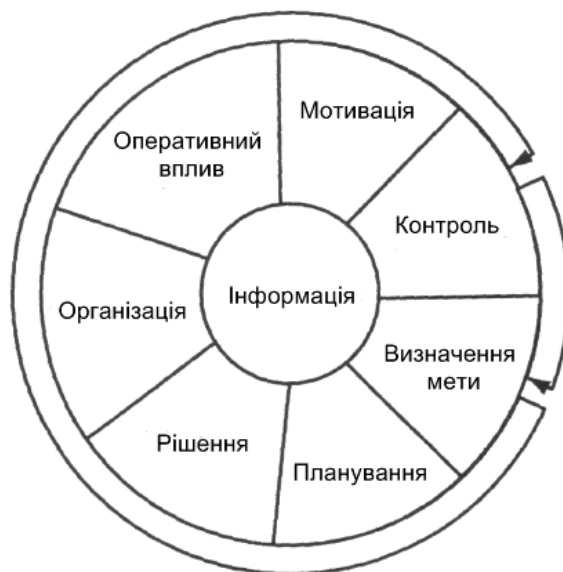 Мотивація
Оперативний
вплив
Контроль
Інформація
Організація
Визначення
мети
Рішення
Планування